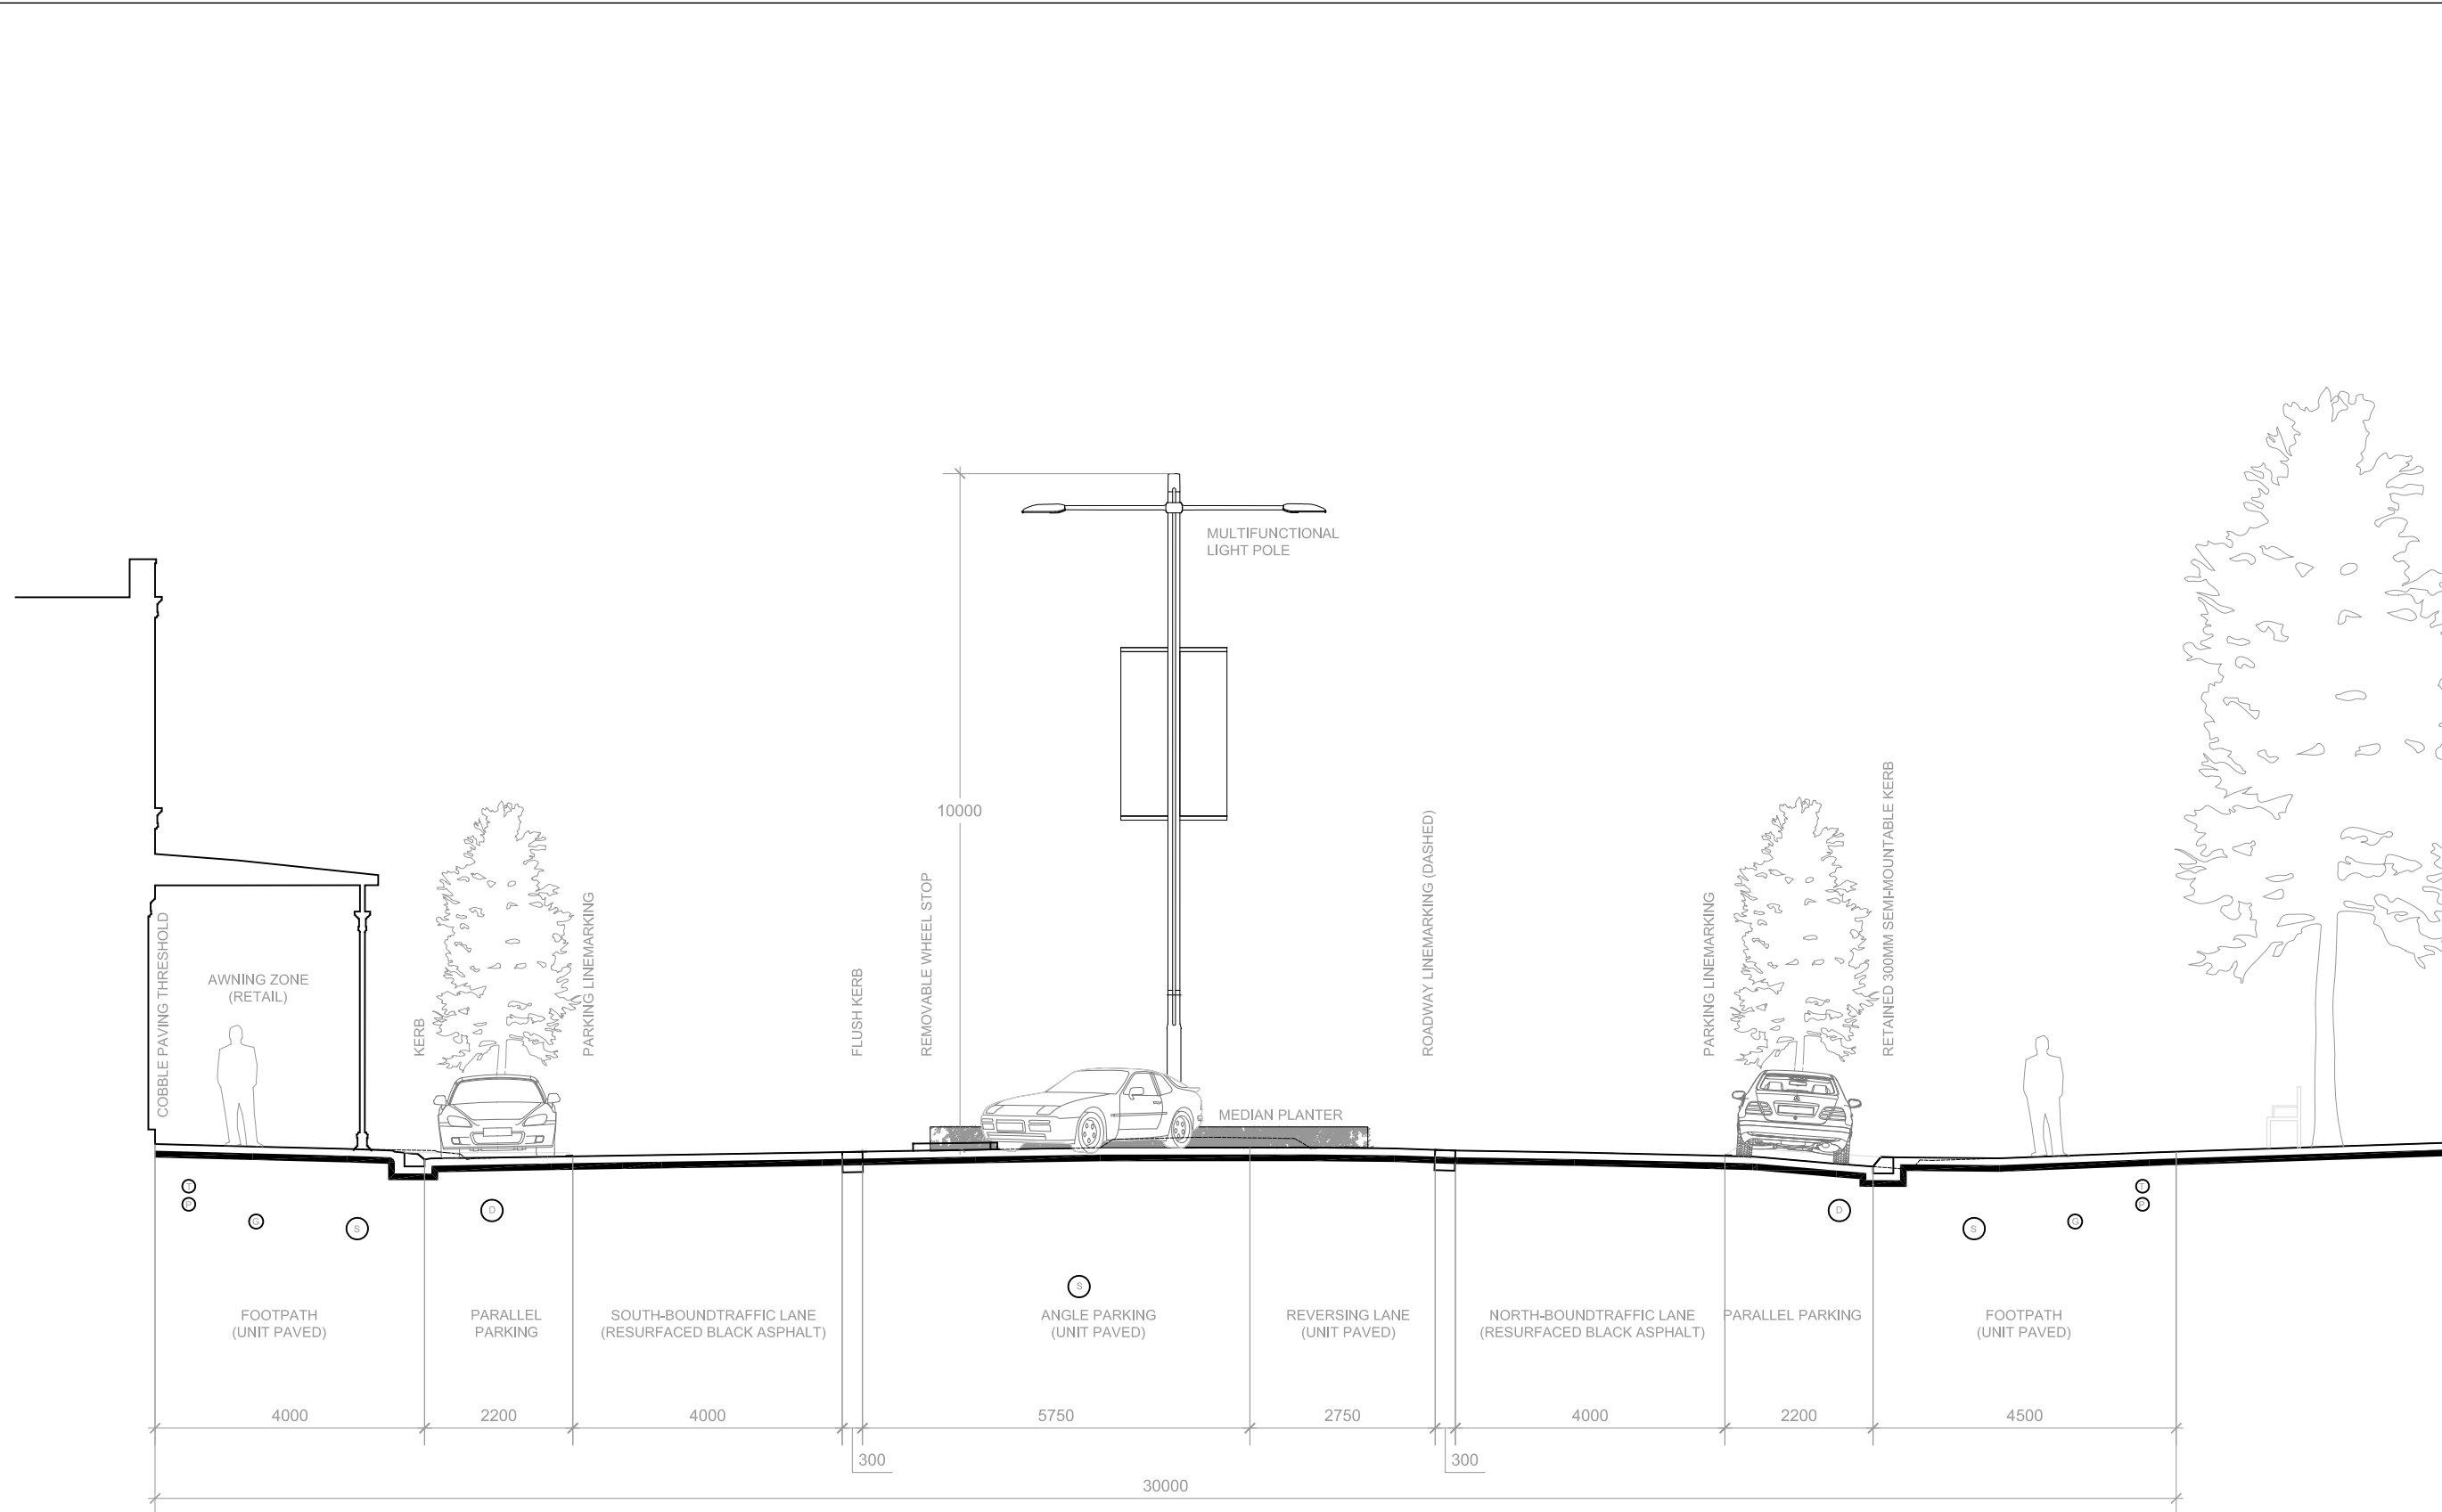 10000
MULTIFUNCTIONAL
LIGHT POLE
COBBLE PAVING THRESHOLD
AWNING ZONE
(RETAIL)
KERB
PARKING LINEMARKING
FLUSH KERB
REMOVABLE WHEEL STOP
MEDIAN PLANTER
ROADWAY LINEMARKING (DASHED)
PARKING LINEMARKING
RETAINED 300MM SEMI-MOUNTABLE KERB
T
P
G
S
D
S
D
S
G
T
P
FOOTPATH
(UNIT PAVED)
PARALLEL
PARKING
SOUTH-BOUNDTRAFFIC LANE
(RESURFACED BLACK ASPHALT)
ANGLE PARKING
(UNIT PAVED)
REVERSING LANE
(UNIT PAVED)
NORTH-BOUNDTRAFFIC LANE
(RESURFACED BLACK ASPHALT)
PARALLEL PARKING
FOOTPATH
(UNIT PAVED)
4000
2200
4000
5750
2750
4000
2200
4500
300
300
30000